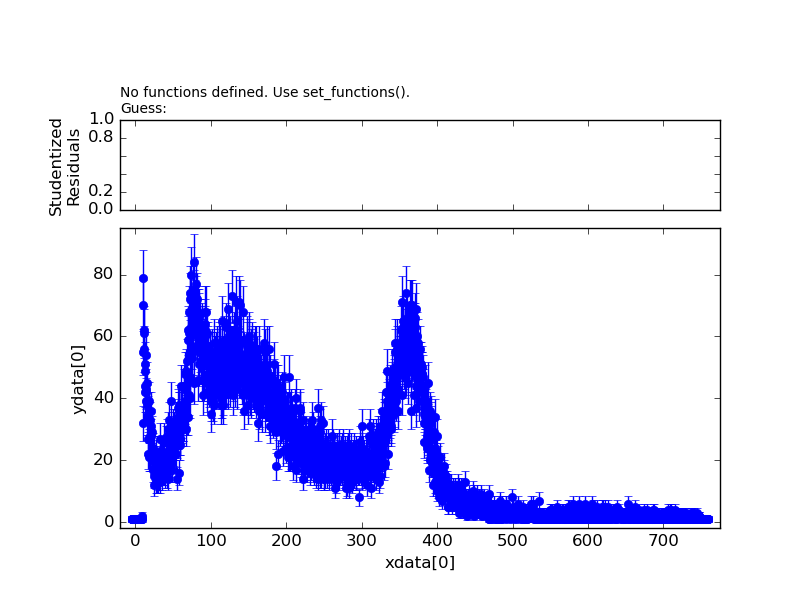 No functions defined. Use set_functions().
Guess:
1.0
0.8
0.2
0.0
Studentized
Residuals
80
60
40
20
0
ydata[0]
0 100 200 300 400 500 600 700
xdata[0]